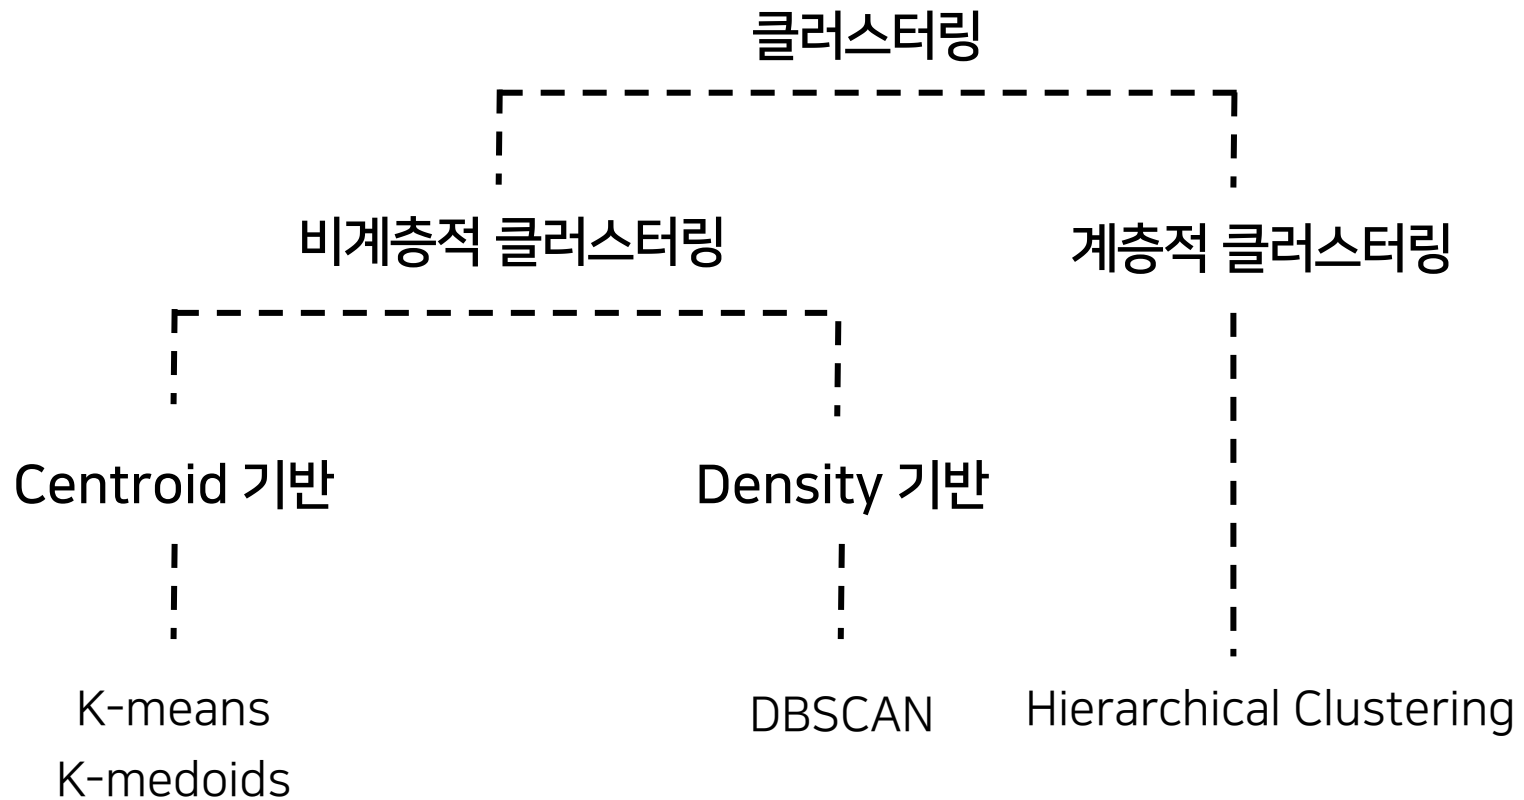 클러스터링
비계층적 클러스터링
계층적 클러스터링
Centroid 기반
Density 기반
K-means
K-medoids
DBSCAN
Hierarchical Clustering